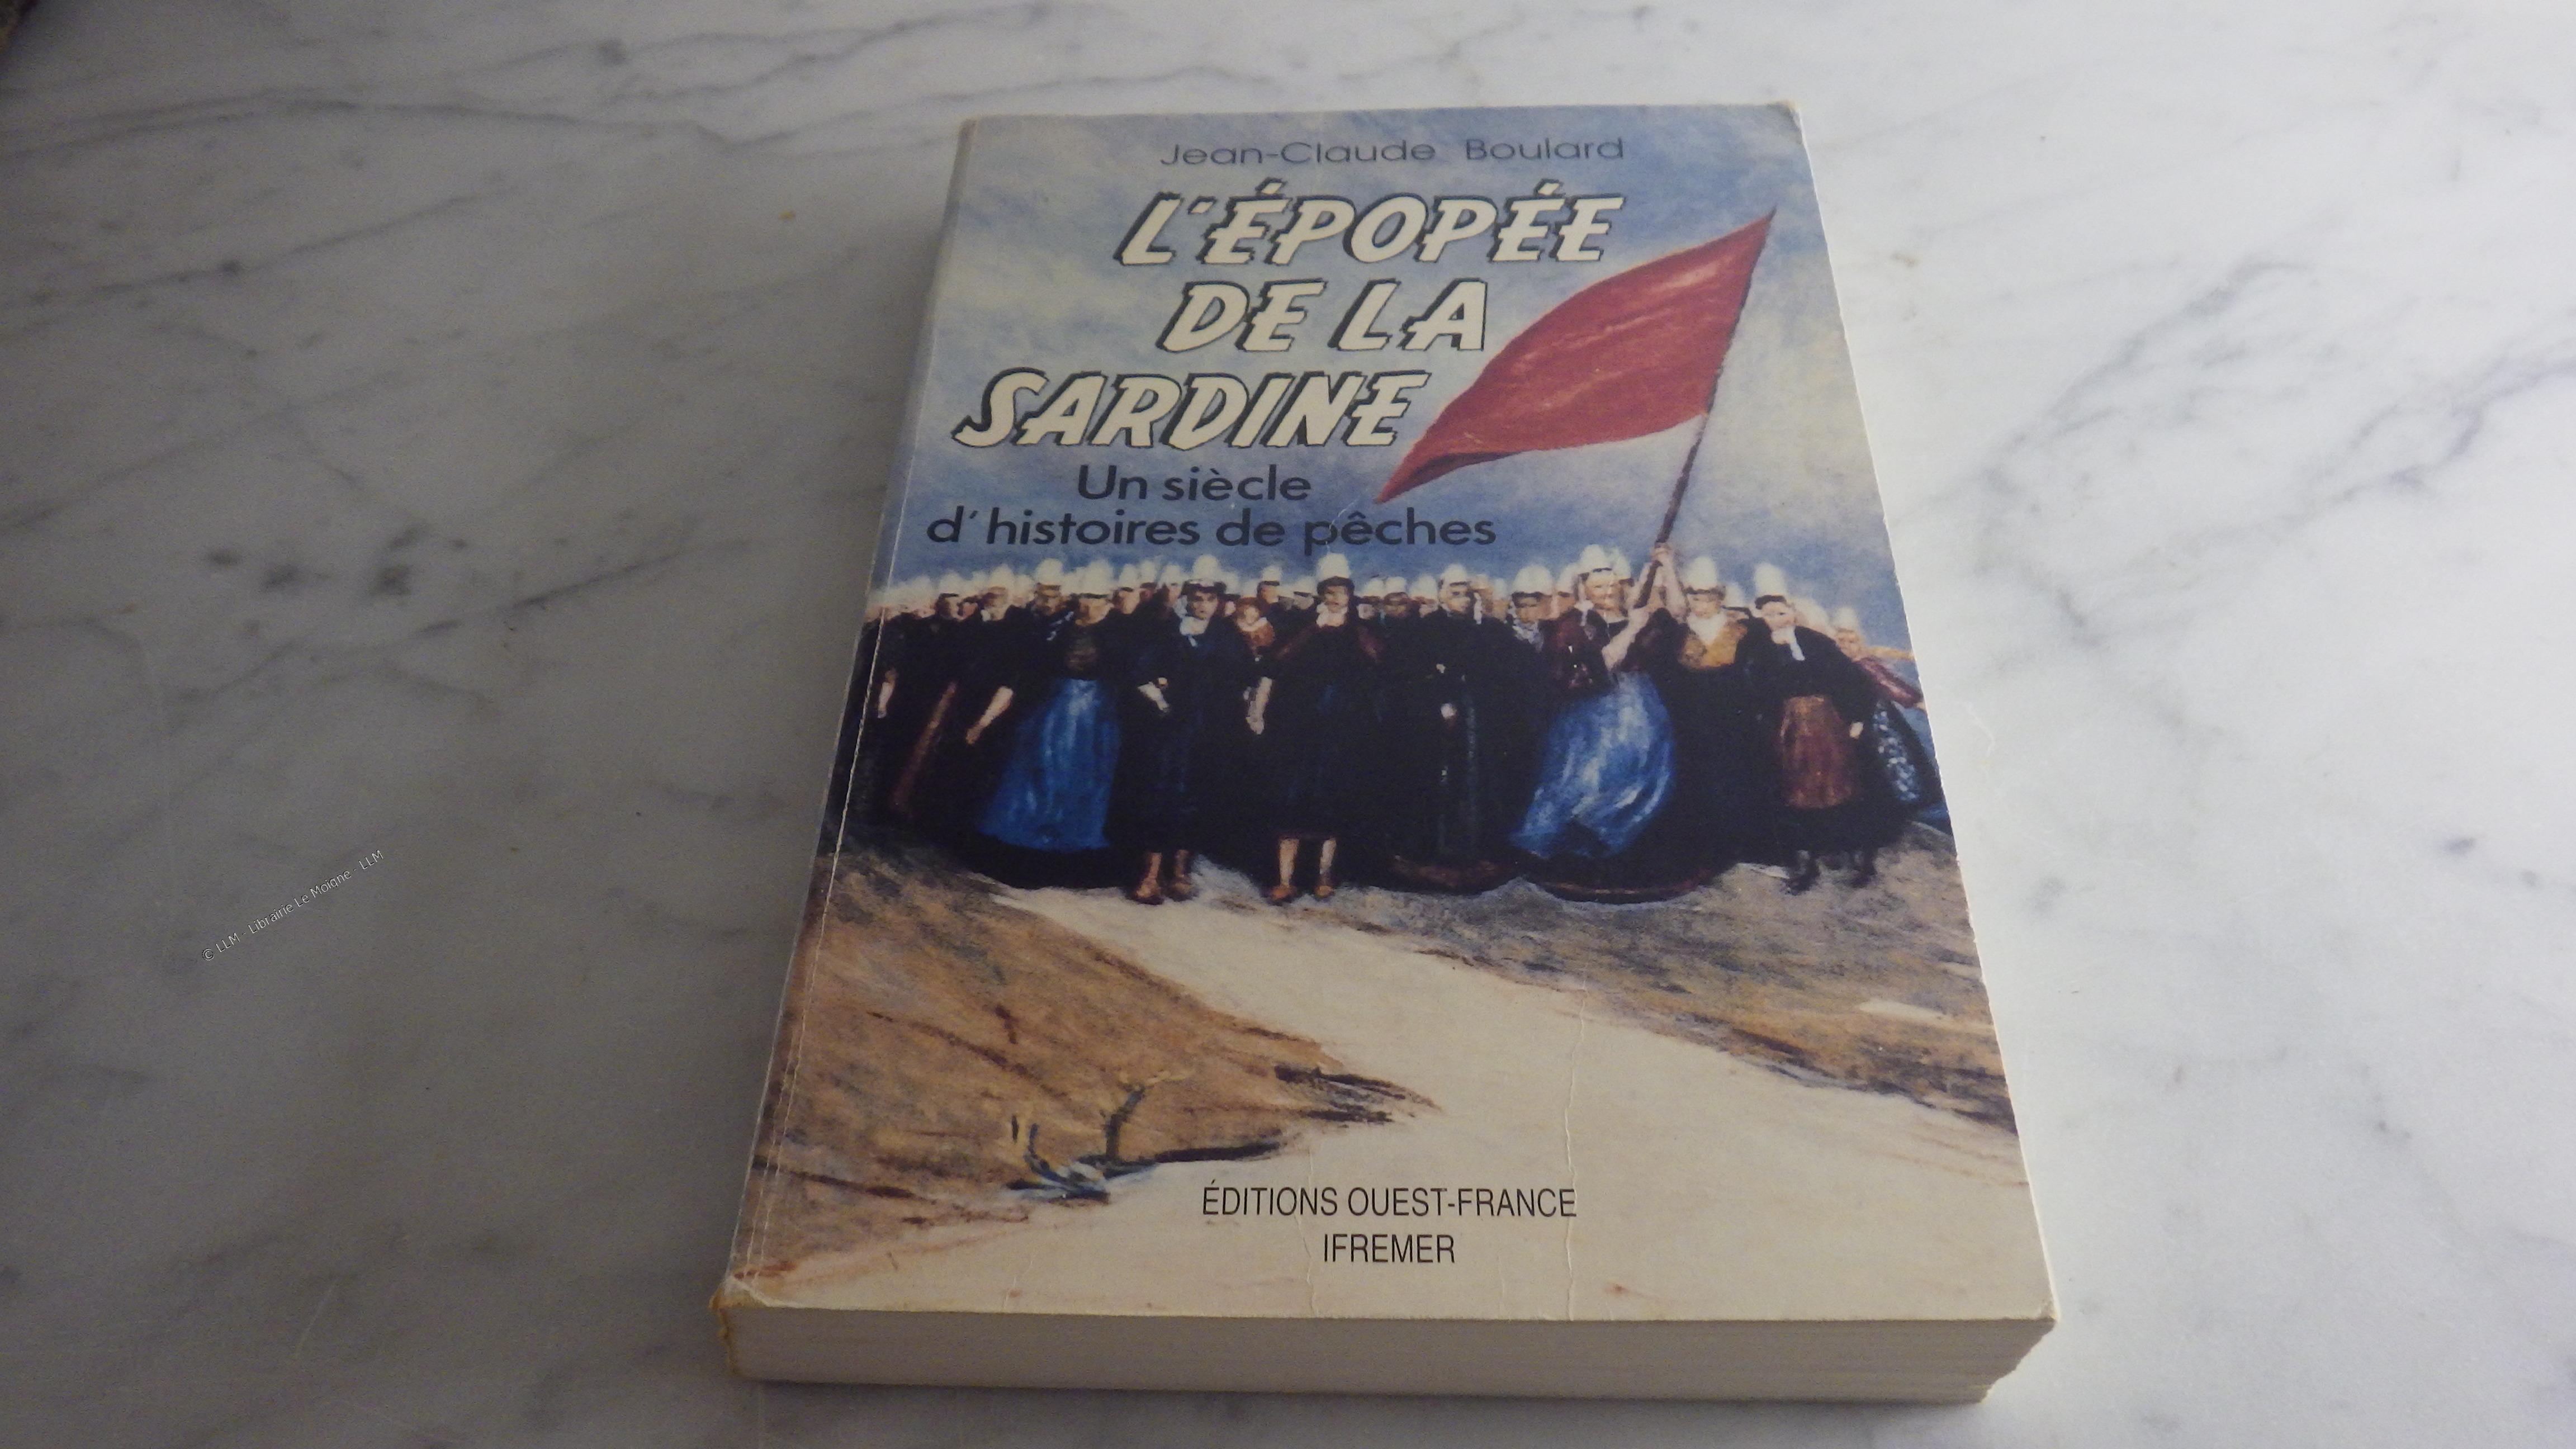 Jean-Claude Boulard
L'ÉPOPÉE
DE LA
SARDINE
Un siècle
d'histoires de pêches
ÉDITIONS OUEST-FRANCE
IFREMER
© LLM - Librairie Le Moigne - LLM